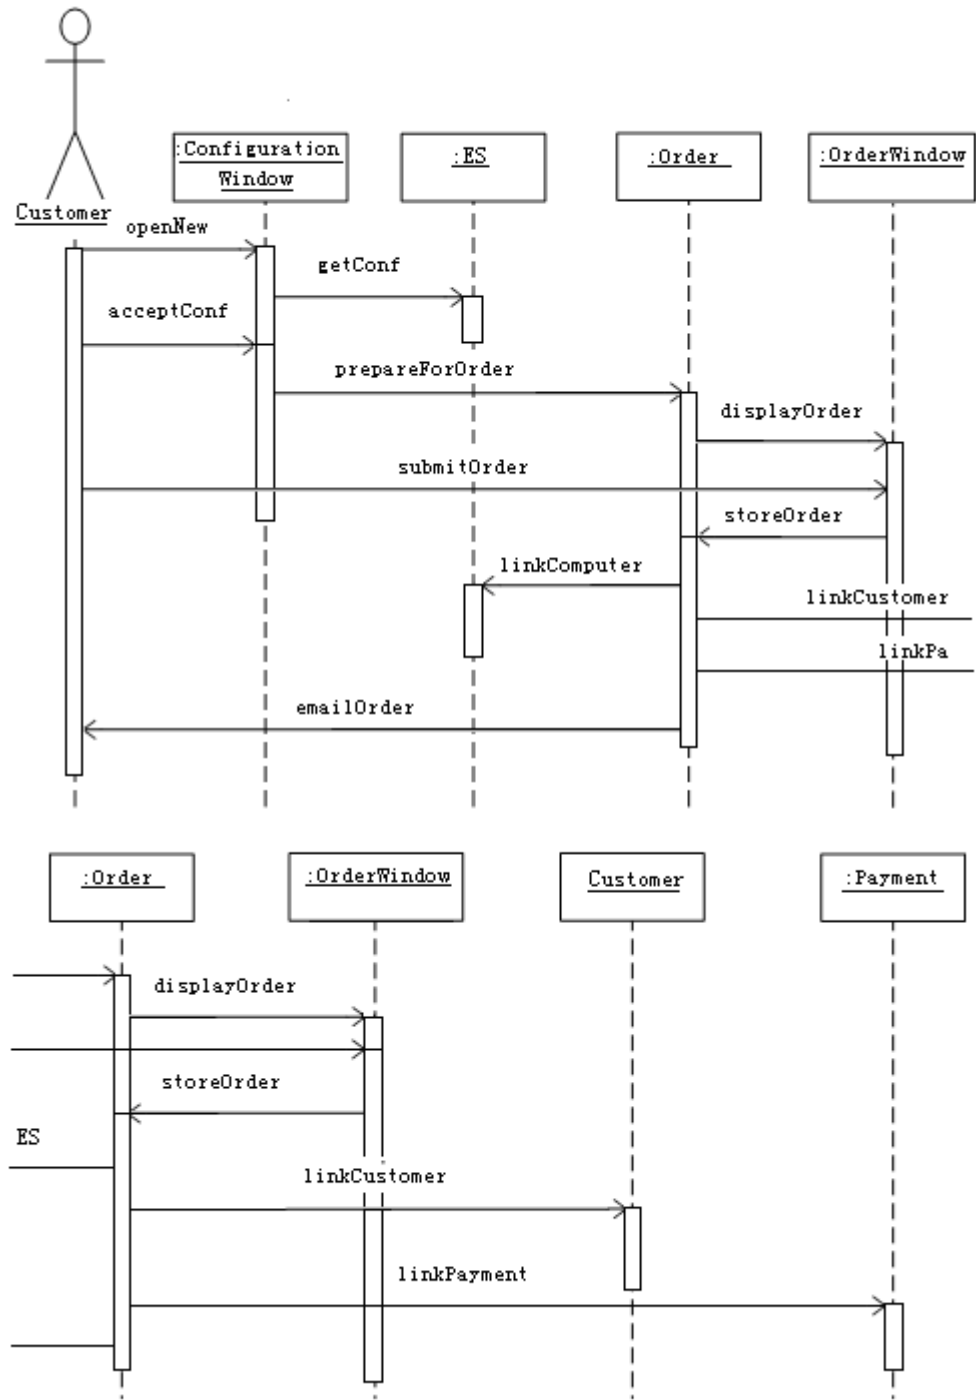 :Configuration
Window
:ES
:Order
:OrderWindow
Customer
openNew
getConf
acceptConf
prepareForOrder
displayOrder
submitOrder
storeOrder
linkComputer
linkCustomer
linkPa
emailOrder
:Order
:OrderWindow
Customer
:Payment
displayOrder
storeOrder
ES
linkCustomer
linkPayment